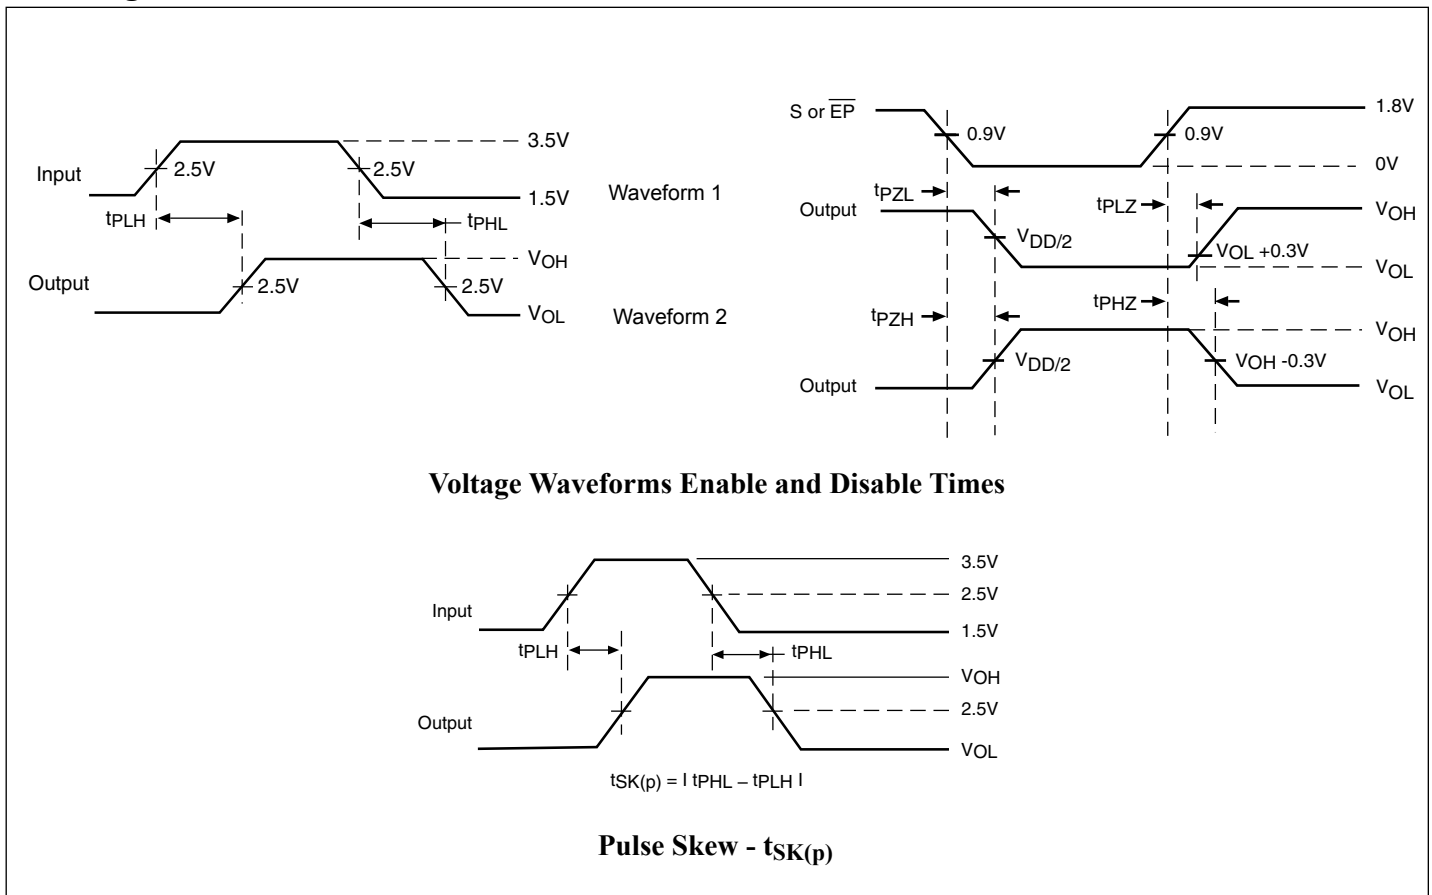 3.5V
Input
2.5V
2.5V
1.5V
tPLH
tPHL
VOH
Output
2.5V
2.5V
VOL
Waveform 1
Waveform 2
S or EP
0.9V
0.9V
1.8V
0V
tPZL
tPLZ
Output
VOH
VDD/2
VOL +0.3V
VOL
tPZH
tPHZ
VOH
VDD/2
VOH -0.3V
Output
VOL
Voltage Waveforms Enable and Disable Times
3.5V
2.5V
Input
1.5V
tPLH
tPHL
VOH
2.5V
Output
VOL
tSK(p) = I tPHL – tPLH I
Pulse Skew - tSK(p)